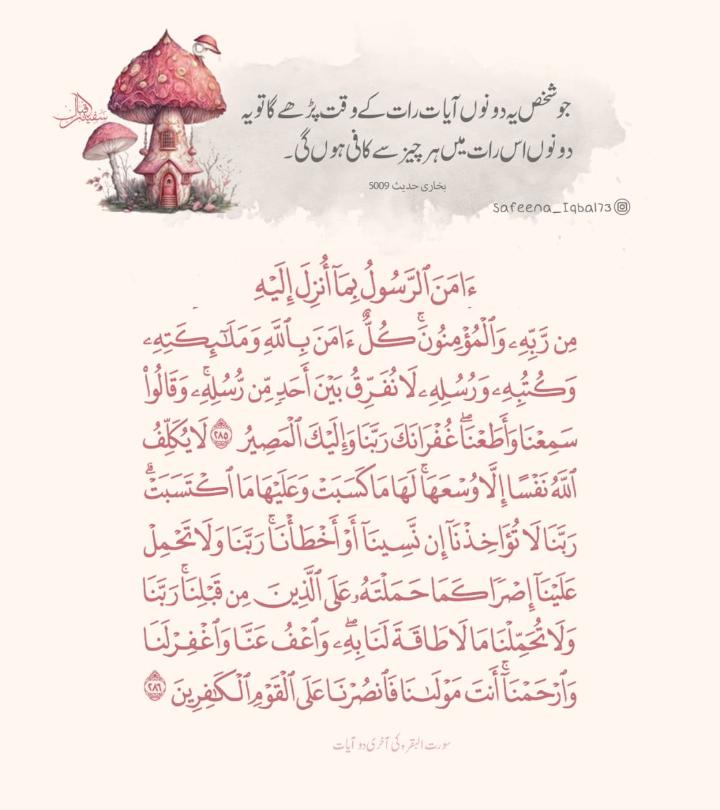 جو شخص یہ دونوں آیات رات کے وقت پڑھے گا تو یہ
دونوں اس رات میں ہر چیز سے کافی ہوں گی۔
بخاری حدیث 5009
Safeena_Iqbal73
سفینہ اقبال
ءَامَنَ ٱلرَّسُولُ بِمَآ أُنزِلَ إِلَيْهِ
مِن رَّبِّهِۦ وَٱلْمُؤْمِنُونَ ۚ كُلٌّ ءَامَنَ بِٱللَّهِ وَمَلَـٰٓئِكَتِهِۦ
وَكُتُبِهِۦ وَرُسُلِهِۦ لَا نُفَرِّقُ بَيْنَ أَحَدٍ مِّن رُّسُلِهِۦ ۚ وَقَالُوا۟
سَمِعْنَا وَأَطَعْنَا ۖ غُفْرَانَكَ رَبَّنَا وَإِلَيْكَ ٱلْمَصِيرُ ٢٨٥ لَا يُكَلِّفُ
ٱللَّهُ نَفْسًا إِلَّا وُسْعَهَا ۚ لَهَا مَا كَسَبَتْ وَعَلَيْهَا مَا ٱكْتَسَبَتْ ۗ
رَبَّنَا لَا تُؤَاخِذْنَآ إِن نَّسِينَآ أَوْ أَخْطَأْنَا ۚ رَبَّنَا وَلَا تَحْمِلْ
عَلَيْنَآ إِصْرًا كَمَا حَمَلْتَهُۥ عَلَى ٱلَّذِينَ مِن قَبْلِنَا ۚ رَبَّنَا
وَلَا تُحَمِّلْنَا مَا لَا طَاقَةَ لَنَا بِهِۦ ۖ وَٱعْفُ عَنَّا وَٱغْفِرْ لَنَا
وَٱرْحَمْنَآ ۚ أَنتَ مَوْلَىٰنَا فَٱنصُرْنَا عَلَى ٱلْقَوْمِ ٱلْكَـٰفِرِينَ ٢٨٦
سورت البقرہ کی آخری دو آیات